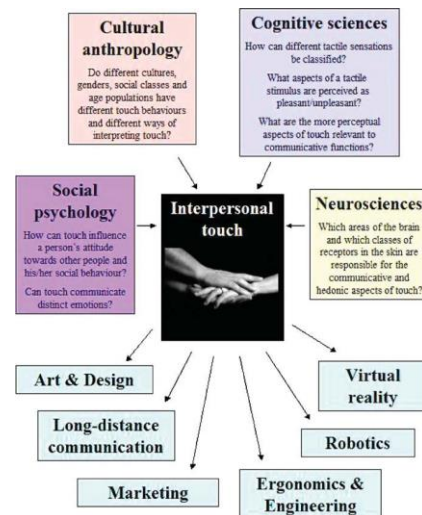 Cultural
anthropology
Do different cultures,
genders, social classes and
age populations have
different touch behaviours
and different ways of
interpreting touch?
Cognitive sciences
How can different tactile sensations
be classified?
What aspects of a tactile
stimulus are perceived as
pleasant/unpleasant?
What are the more perceptual
aspects of touch relevant to
communicative functions?
Social
psychology
How can touch influence
a person's attitude
towards other people and
his/her social behaviour?
Can touch communicate
distinct emotions?
Interpersonal
touch
Neurosciences
Which areas of the brain
and which classes of
receptors in the skin are
responsible for the
communicative and
hedonic aspects of touch?
Art & Design
Virtual
reality
Long-distance
communication
Robotics
Marketing
Ergonomics &
Engineering